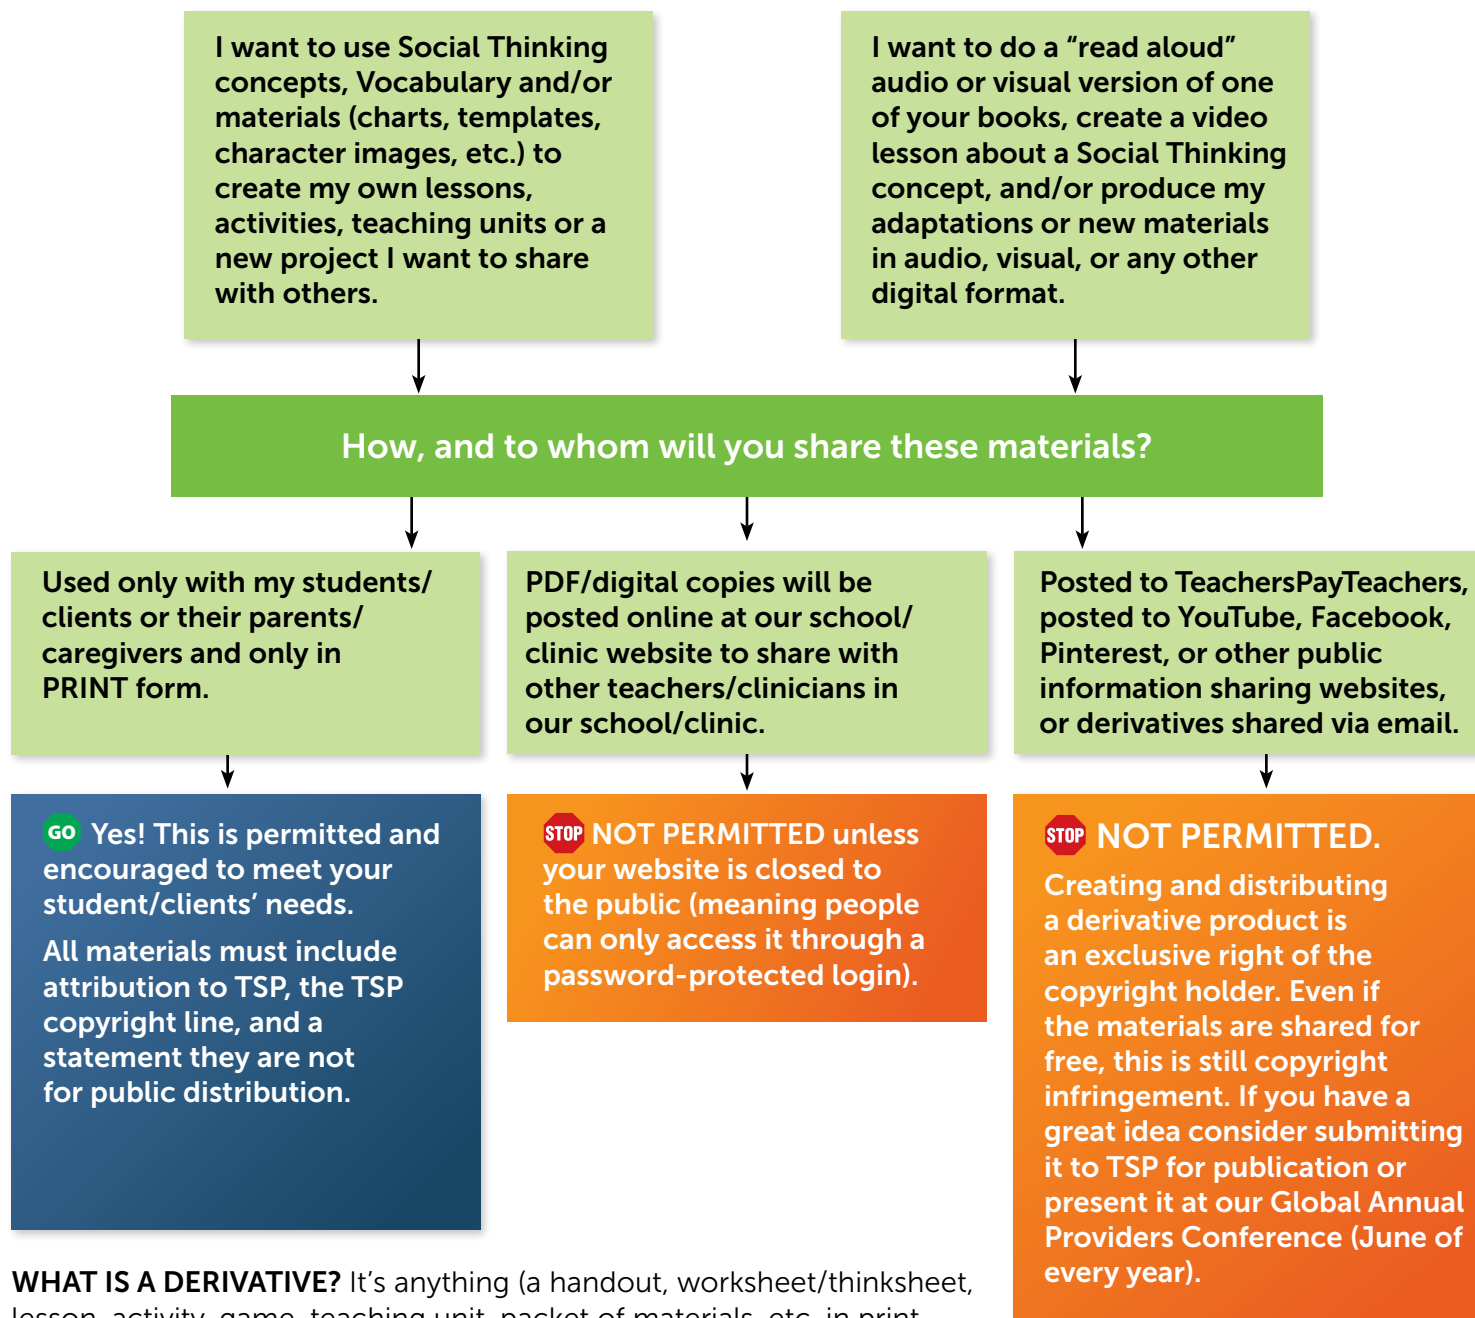 I want to use Social Thinking
concepts, Vocabulary and/or
materials (charts, templates,
character images, etc.) to
create my own lessons,
activities, teaching units or a
new project I want to share
with others.
I want to do a “read aloud”
audio or visual version of one
of your books, create a video
lesson about a Social Thinking
concept, and/or produce my
adaptations or new materials
in audio, visual, or any other
digital format.
How, and to whom will you share these materials?
Used only with my students/
clients or their parents/
caregivers and only in
PRINT form.
PDF/digital copies will be
posted online at our school/
clinic website to share with
other teachers/clinicians in
our school/clinic.
Posted to TeachersPayTeachers,
posted to YouTube, Facebook,
Pinterest, or other public
information sharing websites,
or derivatives shared via email.
GO Yes! This is permitted and
encouraged to meet your
student/clients’ needs.
All materials must include
attribution to TSP, the TSP
copyright line, and a
statement they are not
for public distribution.
STOP NOT PERMITTED unless
your website is closed to
the public (meaning people
can only access it through a
password-protected login).
STOP NOT PERMITTED.
Creating and distributing
a derivative product is
an exclusive right of the
copyright holder. Even if
the materials are shared for
free, this is still copyright
infringement. If you have a
great idea consider submitting
it to TSP for publication or
present it at our Global Annual
Providers Conference (June of
every year).
WHAT IS A DERIVATIVE? It’s anything (a handout, worksheet/thinksheet,
lesson, activity, game, teaching unit, packet of materials, etc. in print